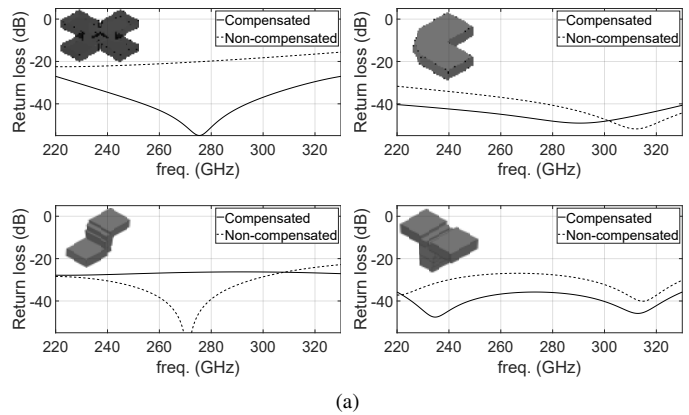 0
-20
-40
Return loss (dB)
Compensated
Non-compensated
220 240 260 280 300 320
freq. (GHz)
0
-20
-40
Return loss (dB)
Compensated
Non-compensated
220 240 260 280 300 320
freq. (GHz)
0
-20
-40
Return loss (dB)
Compensated
Non-compensated
220 240 260 280 300 320
freq. (GHz)
0
-20
-40
Return loss (dB)
Compensated
Non-compensated
220 240 260 280 300 320
freq. (GHz)
(a)